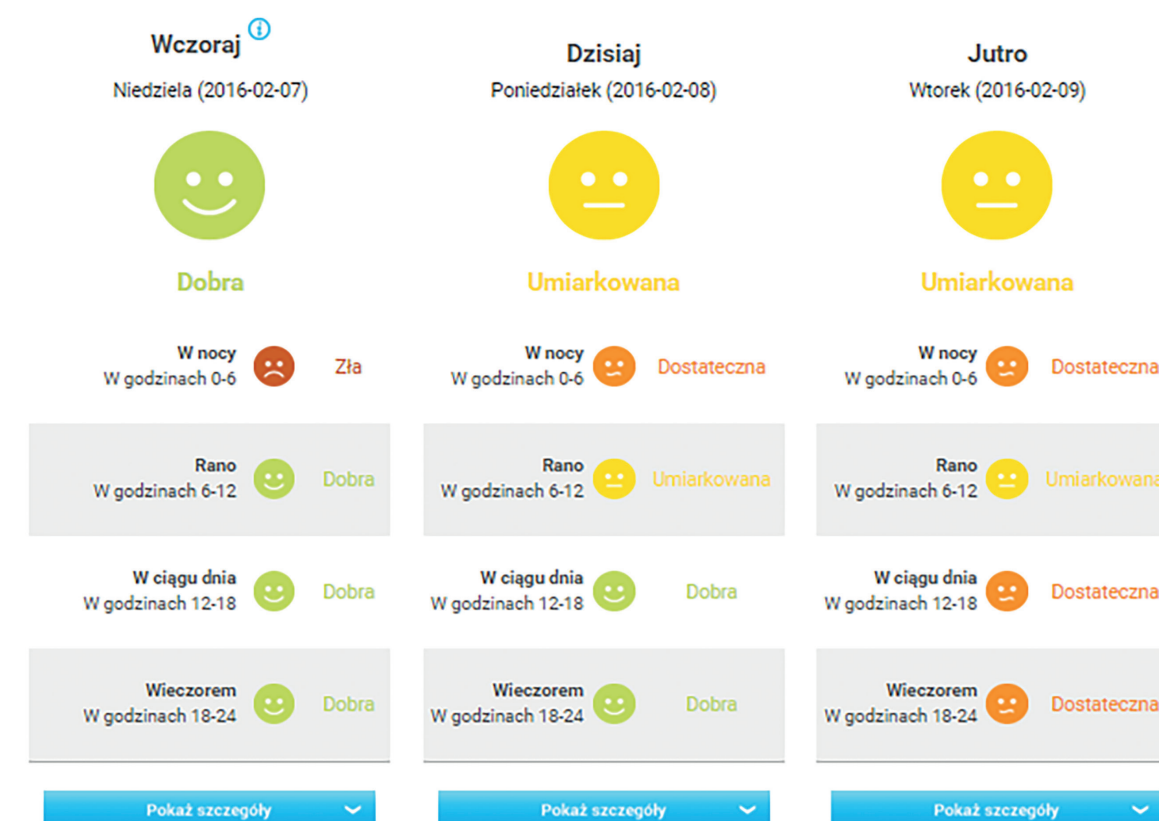 Wczoraj
Niedziela (2016-02-07)
Dobra
W nocy
W godzinach 0-6
Zła
Rano
W godzinach 6-12
Dobra
W ciągu dnia
W godzinach 12-18
Dobra
Wieczorem
W godzinach 18-24
Dobra
Pokaż szczegóły
Dzisiaj
Poniedziałek (2016-02-08)
Umiarkowana
W nocy
W godzinach 0-6
Dostateczna
Rano
W godzinach 6-12
Umiarkowana
W ciągu dnia
W godzinach 12-18
Dobra
Wieczorem
W godzinach 18-24
Dobra
Pokaż szczegóły
Jutro
Wtorek (2016-02-09)
Umiarkowana
W nocy
W godzinach 0-6
Dostateczna
Rano
W godzinach 6-12
Umiarkowana
W ciągu dnia
W godzinach 12-18
Dostateczna
Wieczorem
W godzinach 18-24
Dostateczna
Pokaż szczegóły